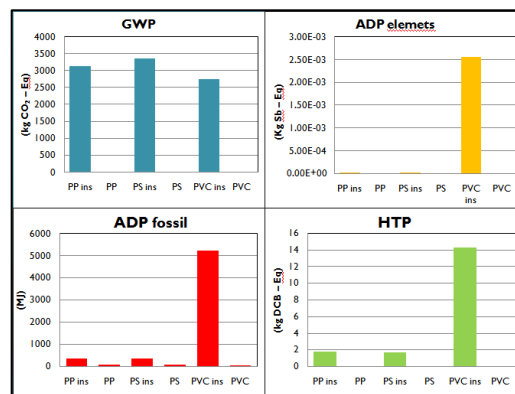 GWP
(kg CO₂ – Eq)
4000
3500
3000
2500
2000
1500
1000
500
0
PP ins PP PS ins PS PVC ins PVC
ADP elemets
(Kg Sb – Eq)
3.00E-03
2.50E-03
2.00E-03
1.50E-03
1.00E-03
5.00E-04
0.00E+00
PP ins PP PS ins PS PVC PVC
ins
ADP fossil
(MJ)
6000
5000
4000
3000
2000
1000
0
PP ins PP PS ins PS PVC ins PVC
HTP
(kg DCB – Eq)
16
14
12
10
8
6
4
2
0
PP ins PP PS ins PS PVC ins PVC